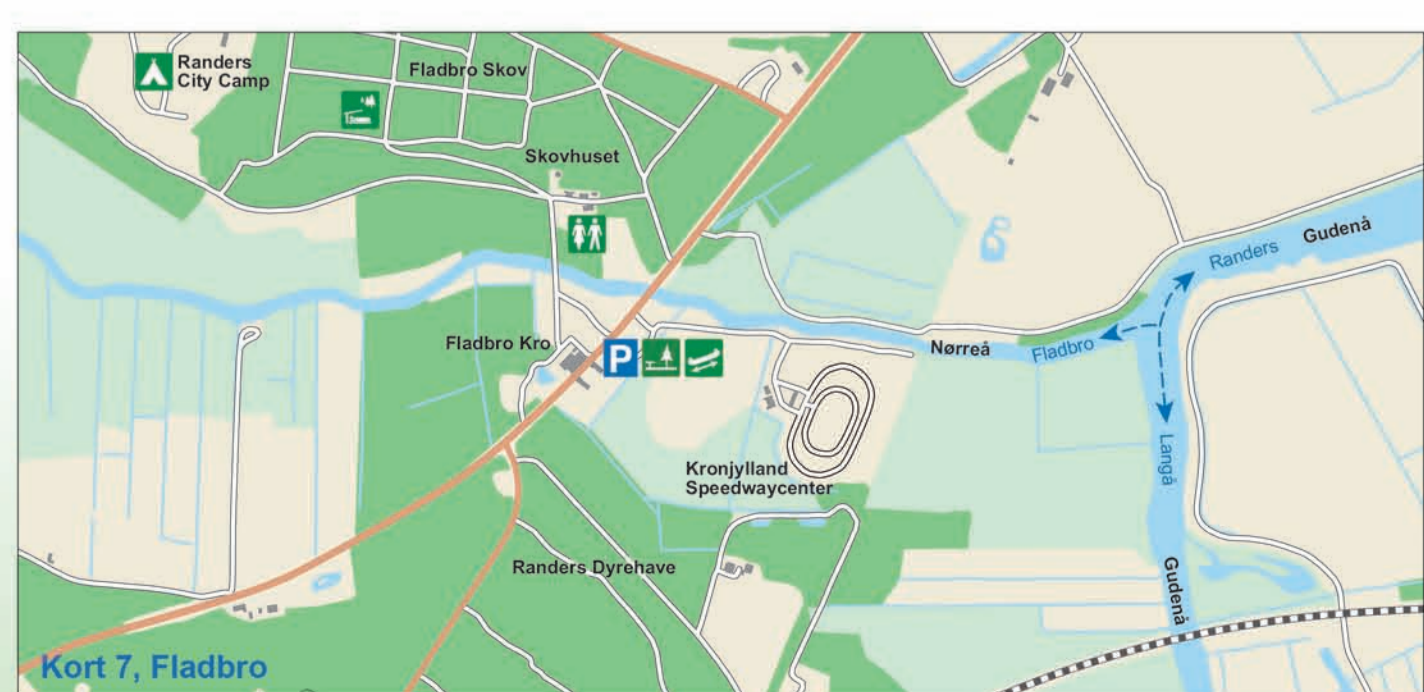 Randers
City Camp
Fladbro Skov
Skovhuset
Gudenå
Randers
Fladbro Kro
P
Nørreå
Fladbro
Langå
Kronjylland
Speedwaycenter
Randers Dyrehave
Gudenå
Kort 7, Fladbro